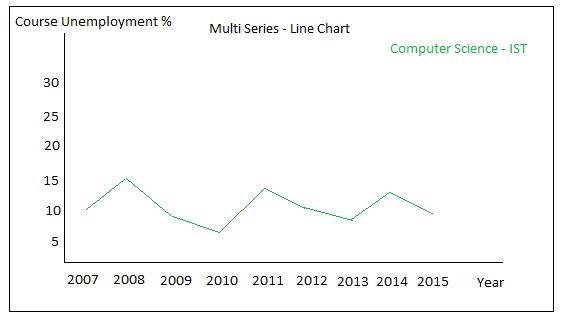 Course Unemployment %
Multi Series - Line Chart
Computer Science - IST
30
25
20
15
10
5
2007 2008 2009 2010 2011 2012 2013 2014 2015 Year